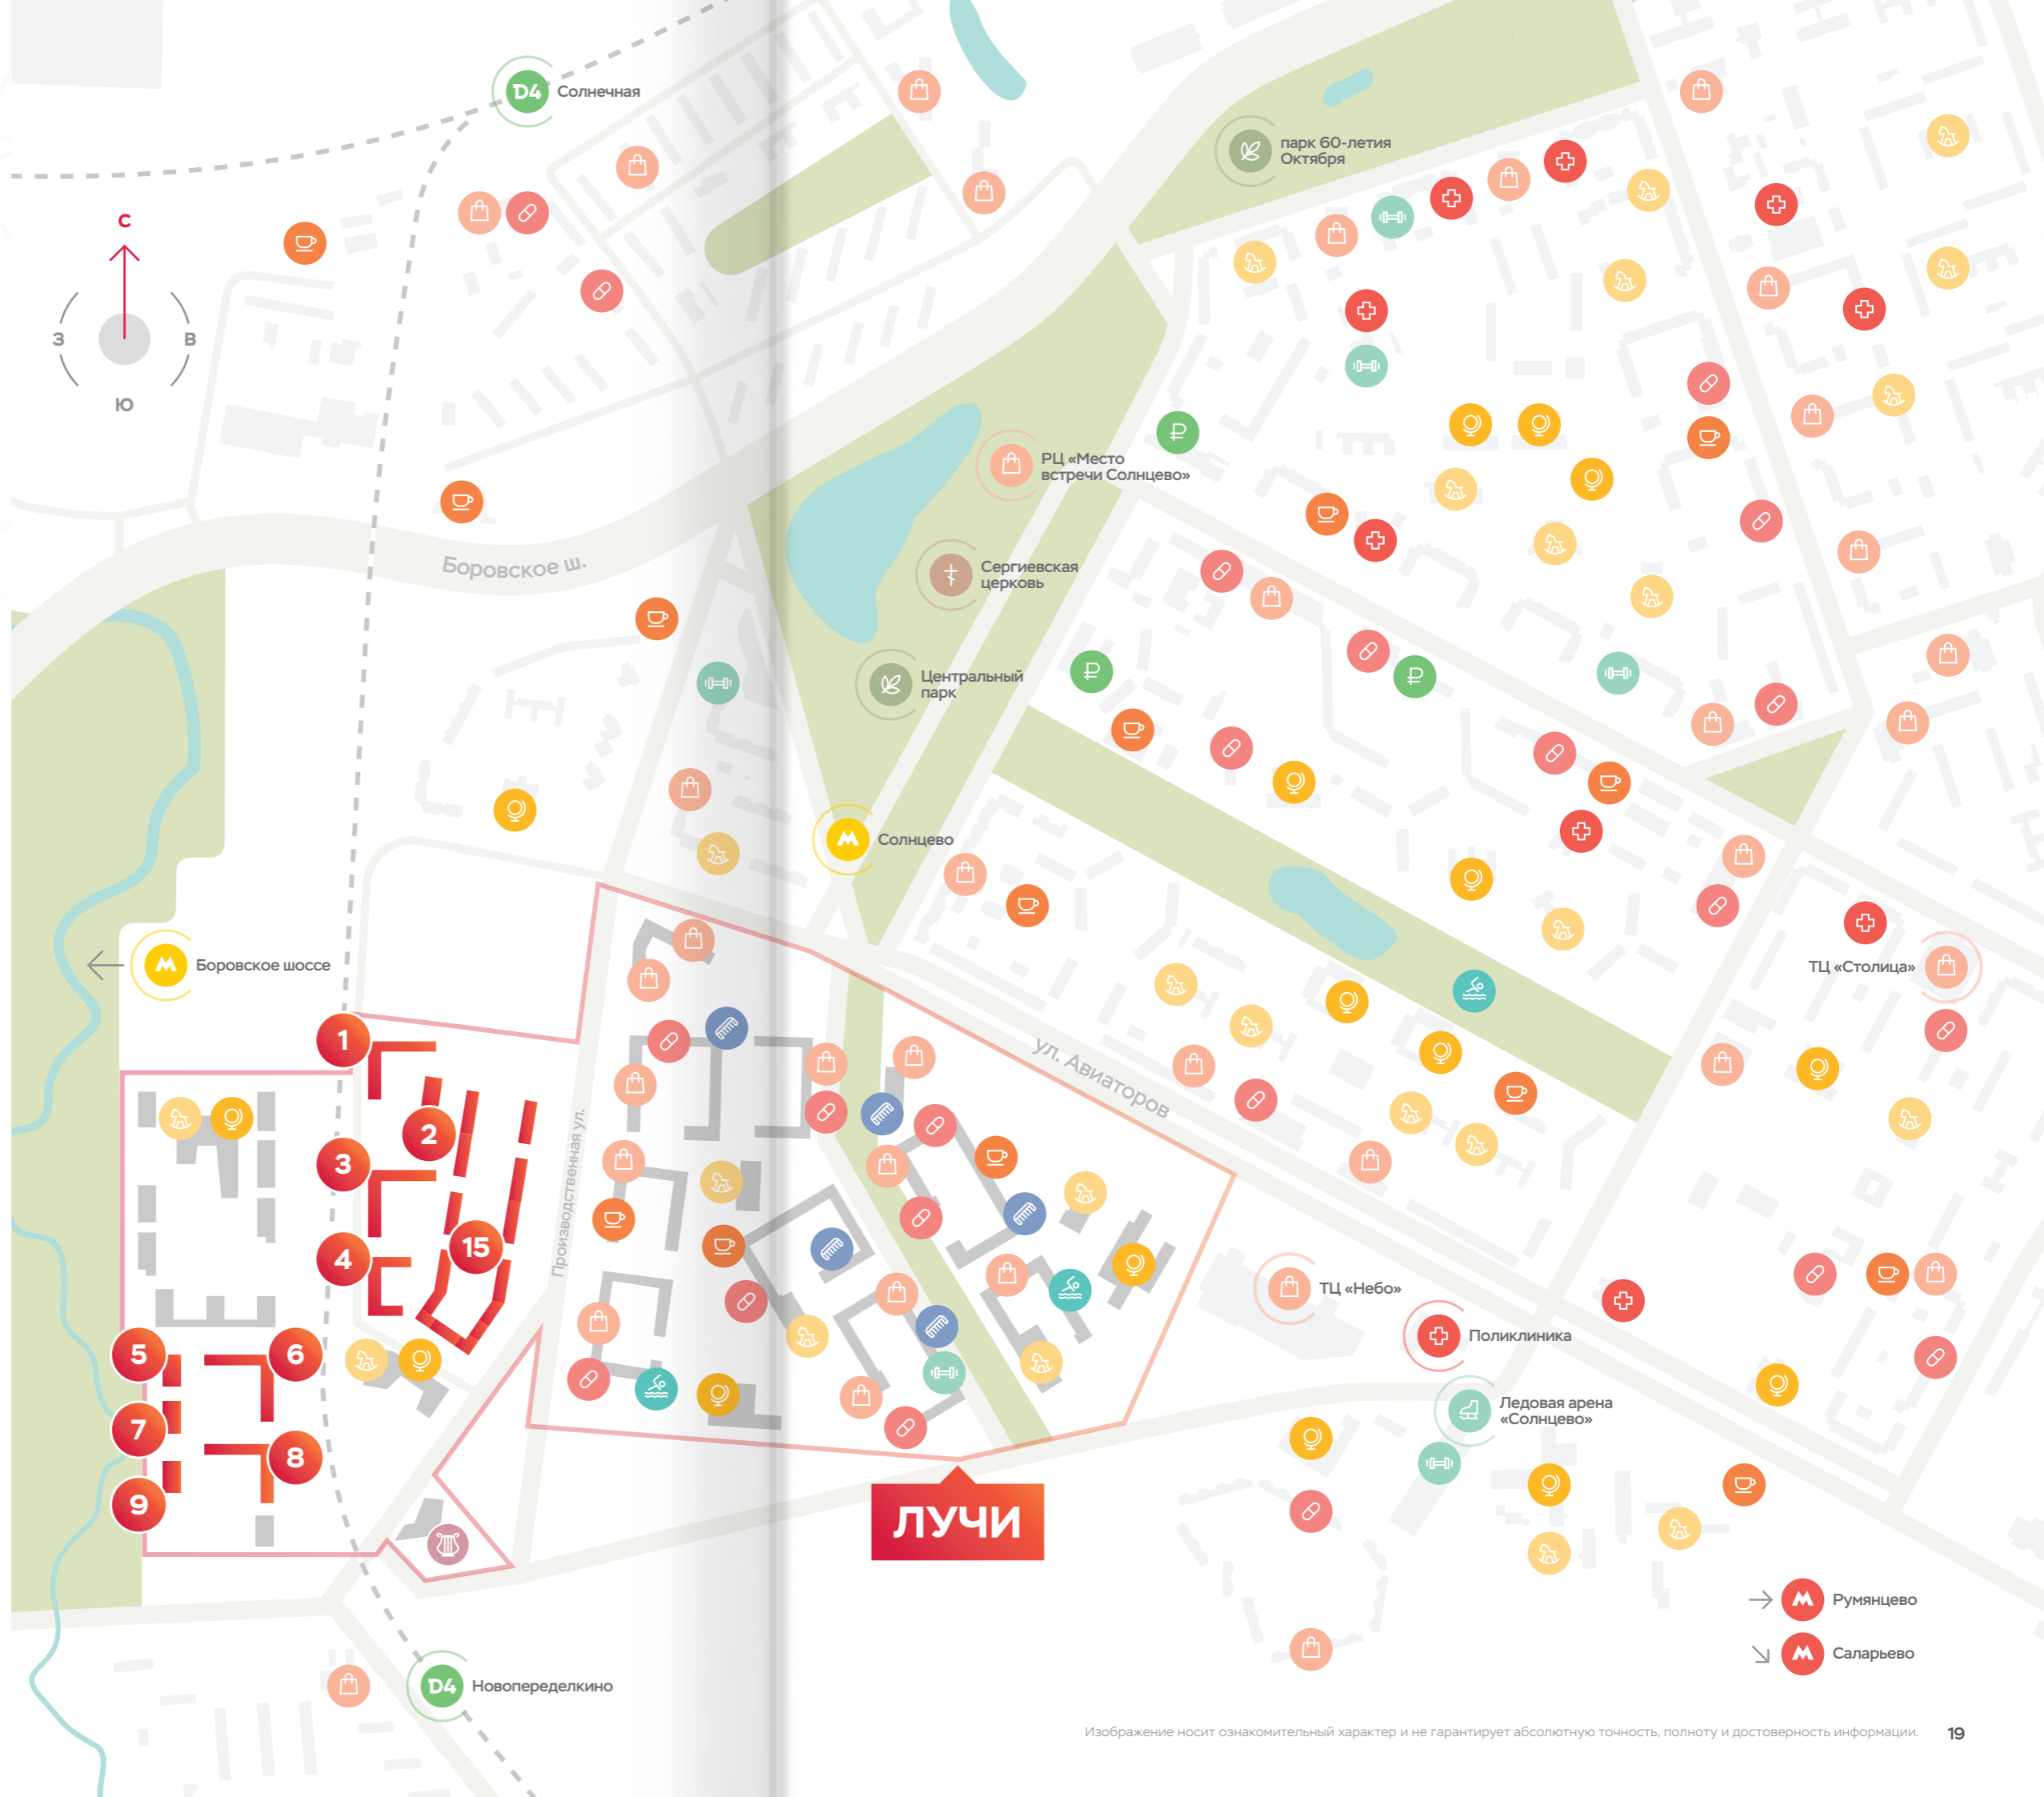 D4 Солнечная
парк 60-летия
Октября
С
З
В
Ю
РЦ «Место
встречи Солнцево»
Боровское ш.
Сергиевская
церковь
Центральный
парк
М Солнцево
М Боровское шоссе
ТЦ «Столица»
ул. Авиаторов
Производственная ул.
1
2
3
4
15
5
6
7
8
9
ТЦ «Небо»
Поликлиника
Ледовая арена
«Солнцево»
ЛУЧИ
М Румянцево
М Саларьево
D4 Новопеределкино
Изображение носит ознакомительный характер и не гарантирует абсолютную точность, полноту и достоверность информации.
19